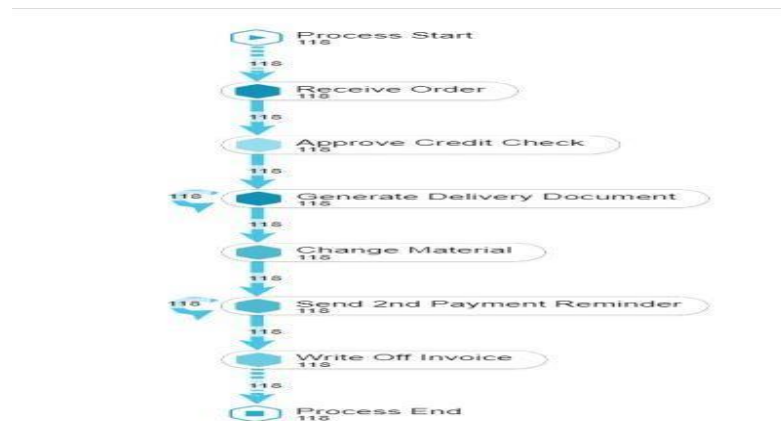 Process Start
118
118
Receive Order
118
118
Approve Credit Check
118
118
118
Generate Delivery Document
118
118
Change Material
118
118
118
Send 2nd Payment Reminder
118
118
Write Off Invoice
118
118
Process End
118